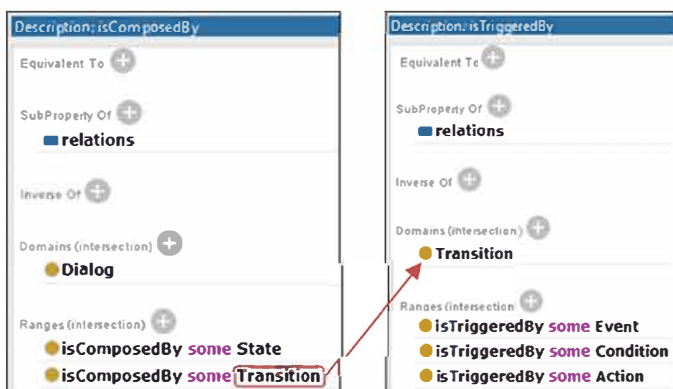 Description: isComposedBy
Equivalent To
SubProperty Of
relations
Inverse Of
Domains (intersection)
Dialog
Ranges (intersection)
isComposedBy some State
isComposedBy some Transition
Description: isTriggeredBy
Equivalent To
SubProperty Of
relations
Inverse Of
Domains (intersection)
Transition
Ranges (intersection)
isTriggeredBy some Event
isTriggeredBy some Condition
isTriggeredBy some Action